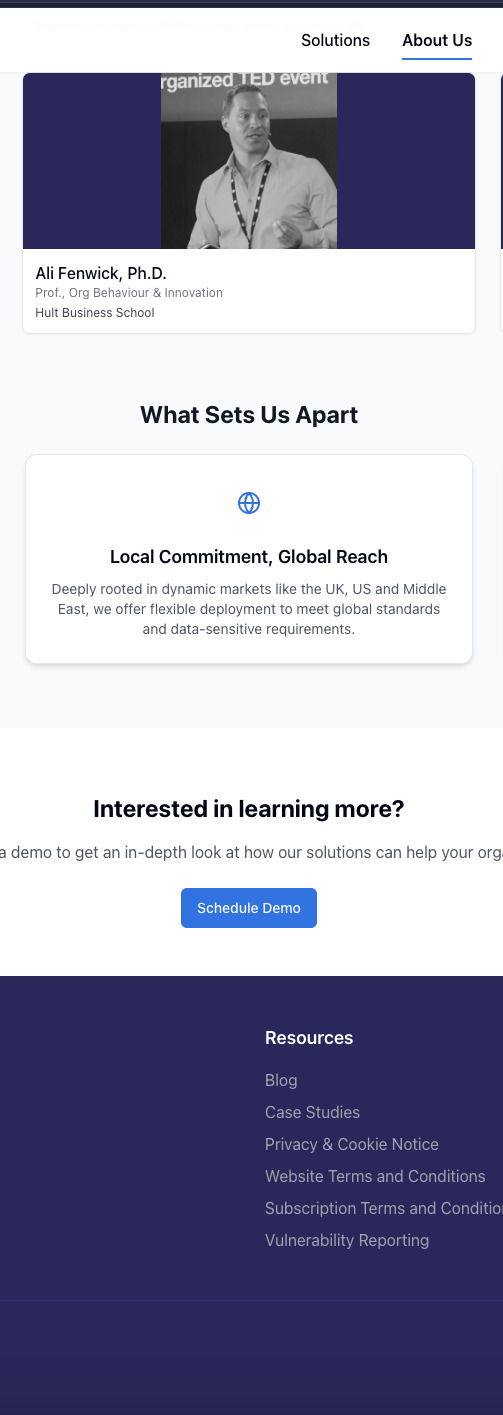 Solutions
About Us
rganized TED event
Ali Fenwick, Ph.D.
Prof., Org Behaviour & Innovation
Hult Business School
What Sets Us Apart
Local Commitment, Global Reach
Deeply rooted in dynamic markets like the UK, US and Middle
East, we offer flexible deployment to meet global standards
and data-sensitive requirements.
Interested in learning more?
a demo to get an in-depth look at how our solutions can help your org
Schedule Demo
Resources
Blog
Case Studies
Privacy & Cookie Notice
Website Terms and Conditions
Subscription Terms and Conditio
Vulnerability Reporting